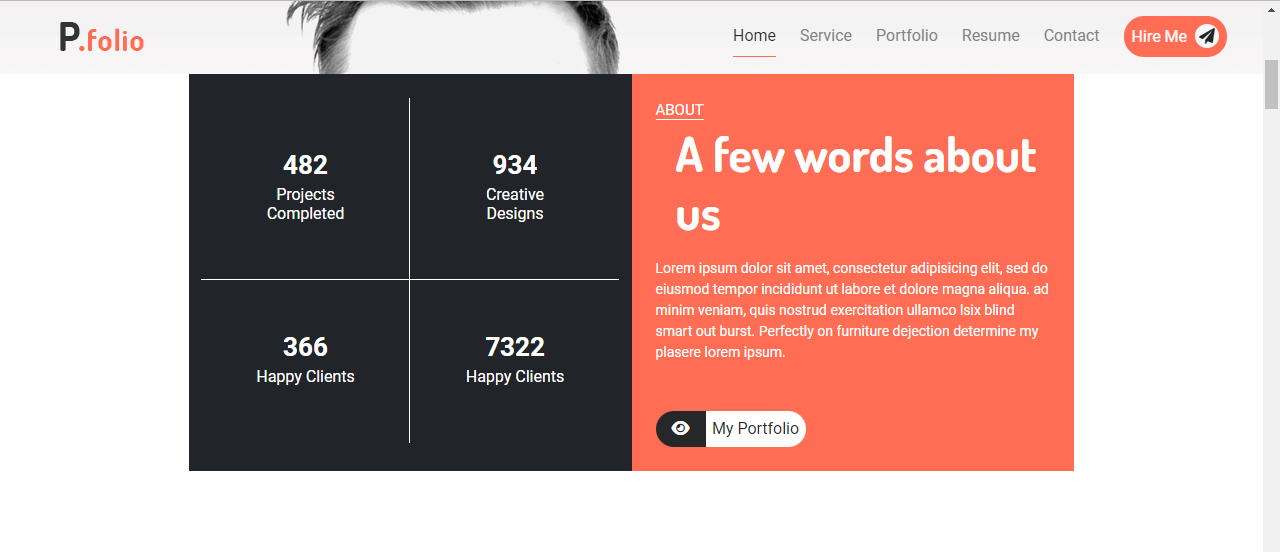 P.folio
Home Service Portfolio Resume Contact Hire Me
482
Projects
Completed
934
Creative
Designs
366
Happy Clients
7322
Happy Clients
ABOUT
A few words about
us
Lorem ipsum dolor sit amet, consectetur adipisicing elit, sed do
eiusmod tempor incididunt ut labore et dolore magna aliqua. ad
minim veniam, quis nostrud exercitation ullamco lsix blind
smart out burst. Perfectly on furniture dejection determine my
plasere lorem ipsum.
My Portfolio